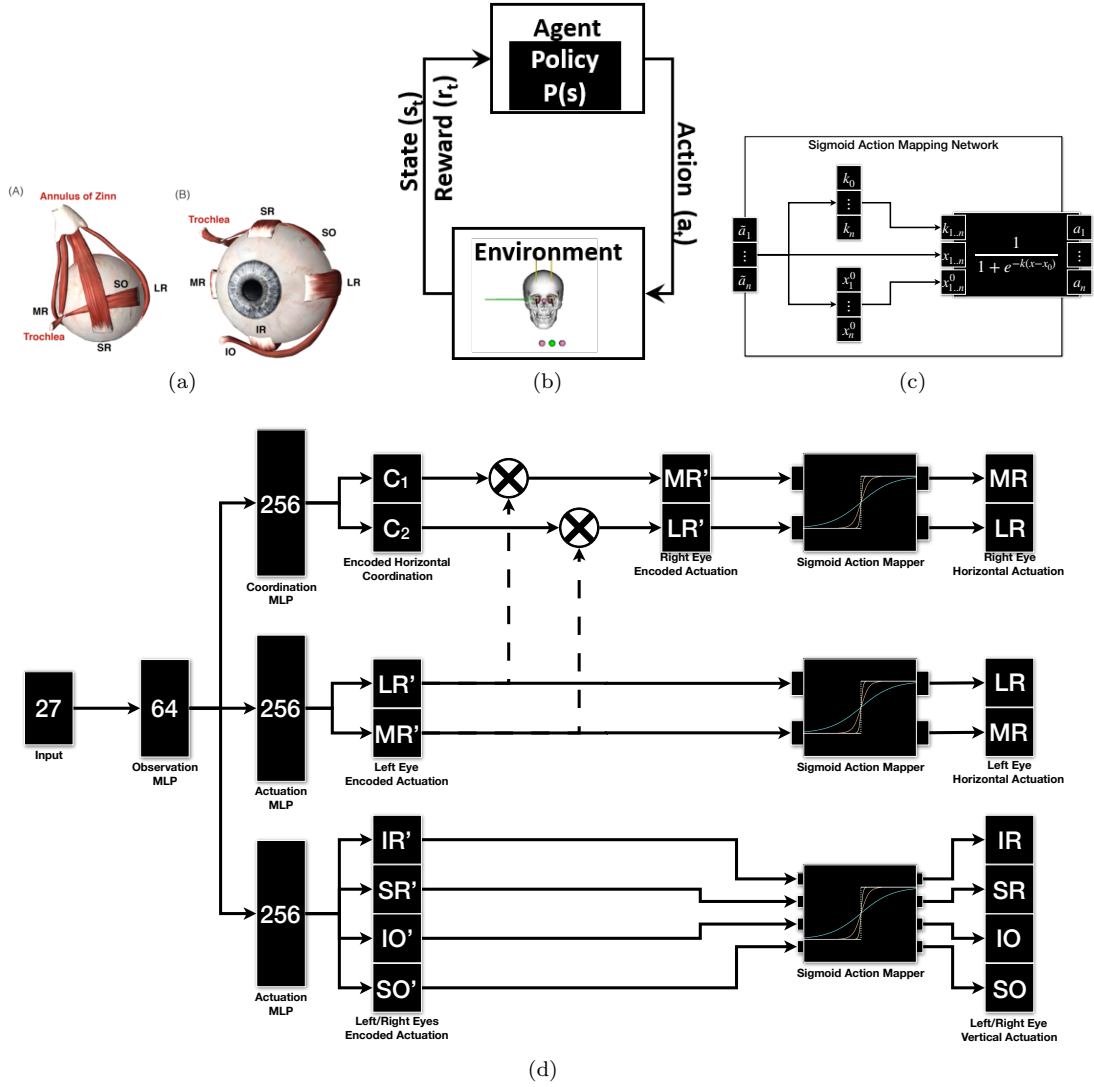 (A)
Annulus of Zinn
SO
LR
MR
Trochlea
SR
(B)
SR
Trochlea
SO
MR
LR
IR
IO
(a)
Agent
Policy
P(s)
State (sₜ)
Reward (rₜ)
Action (aₜ)
Environment
(b)
Sigmoid Action Mapping Network
k₀
⋮
kₙ
ã₁
⋮
ãₙ
x⁰₁
⋮
x⁰ₙ
k₁..ₙ
x₁..ₙ
x⁰₁..ₙ
1
1 + e^{−k(x−x₀)}
a₁
⋮
aₙ
(c)
256
Coordination
MLP
C₁
C₂
Encoded Horizontal
Coordination
MR’
LR’
Right Eye
Encoded Actuation
Sigmoid Action Mapper
MR
LR
Right Eye
Horizontal Actuation
27
Input
64
Observation
MLP
256
Actuation
MLP
LR’
MR’
Left Eye
Encoded Actuation
Sigmoid Action Mapper
LR
MR
Left Eye
Horizontal Actuation
256
Actuation
MLP
IR’
SR’
IO’
SO’
Left/Right Eyes
Encoded Actuation
Sigmoid Action Mapper
IR
SR
IO
SO
Left/Right Eye
Vertical Actuation
(d)